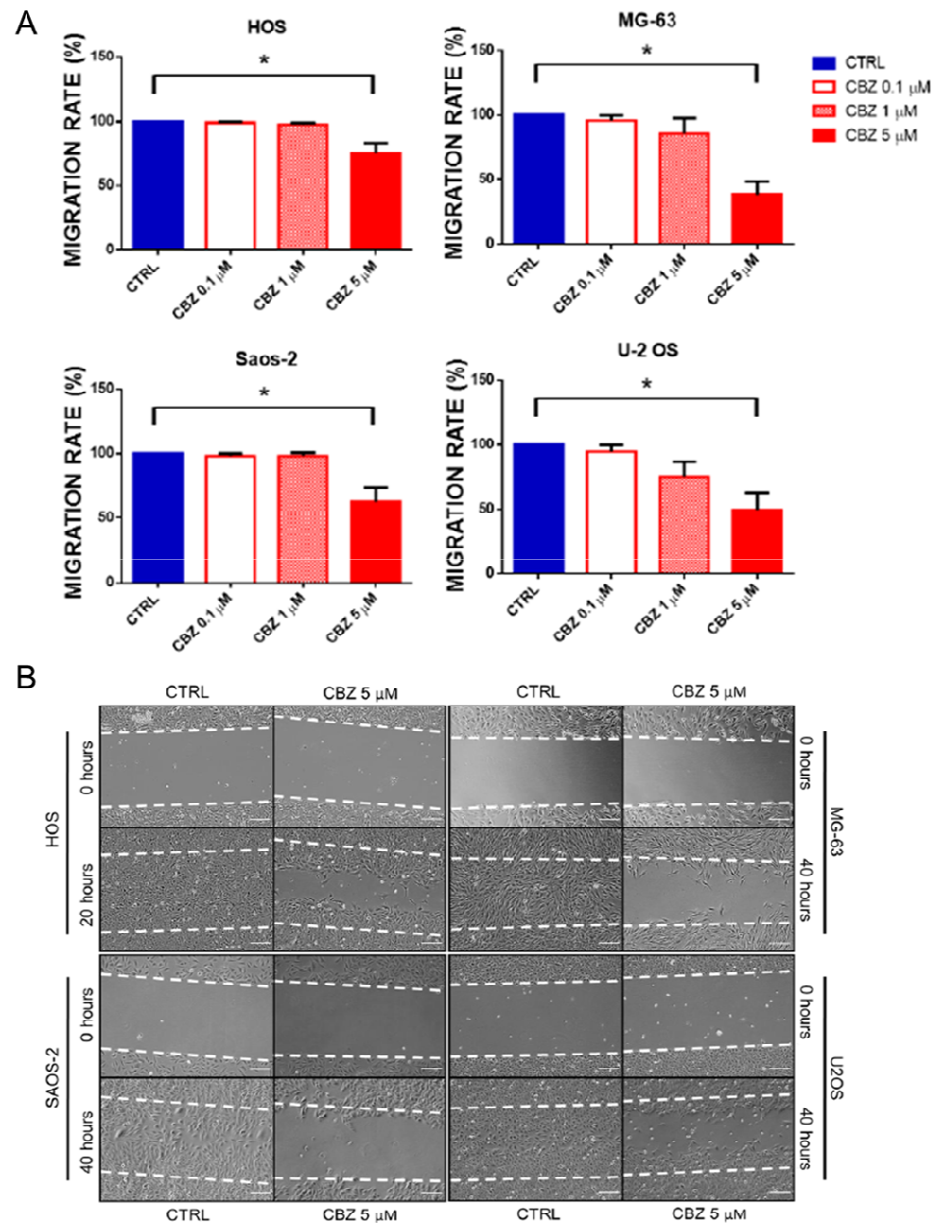 A
HOS
MIGRATION RATE (%)
150
100
50
0
*
CTRL
CBZ 0.1 µM
CBZ 1 µM
CBZ 5 µM
MG-63
MIGRATION RATE (%)
150
100
50
0
*
CTRL
CBZ 0.1 µM
CBZ 1 µM
CBZ 5 µM
CTRL
CBZ 0.1 µM
CBZ 1 µM
CBZ 5 µM
Saos-2
MIGRATION RATE (%)
150
100
50
0
*
CTRL
CBZ 0.1 µM
CBZ 1 µM
CBZ 5 µM
U-2 OS
MIGRATION RATE (%)
150
100
50
0
*
CTRL
CBZ 0.1 µM
CBZ 1 µM
CBZ 5 µM
B
CTRL
CBZ 5 µM
CTRL
CBZ 5 µM
HOS
0 hours
20 hours
0 hours
40 hours
MG-63
SAOS-2
0 hours
40 hours
0 hours
40 hours
U2OS
CTRL
CBZ 5 µM
CTRL
CBZ 5 µM